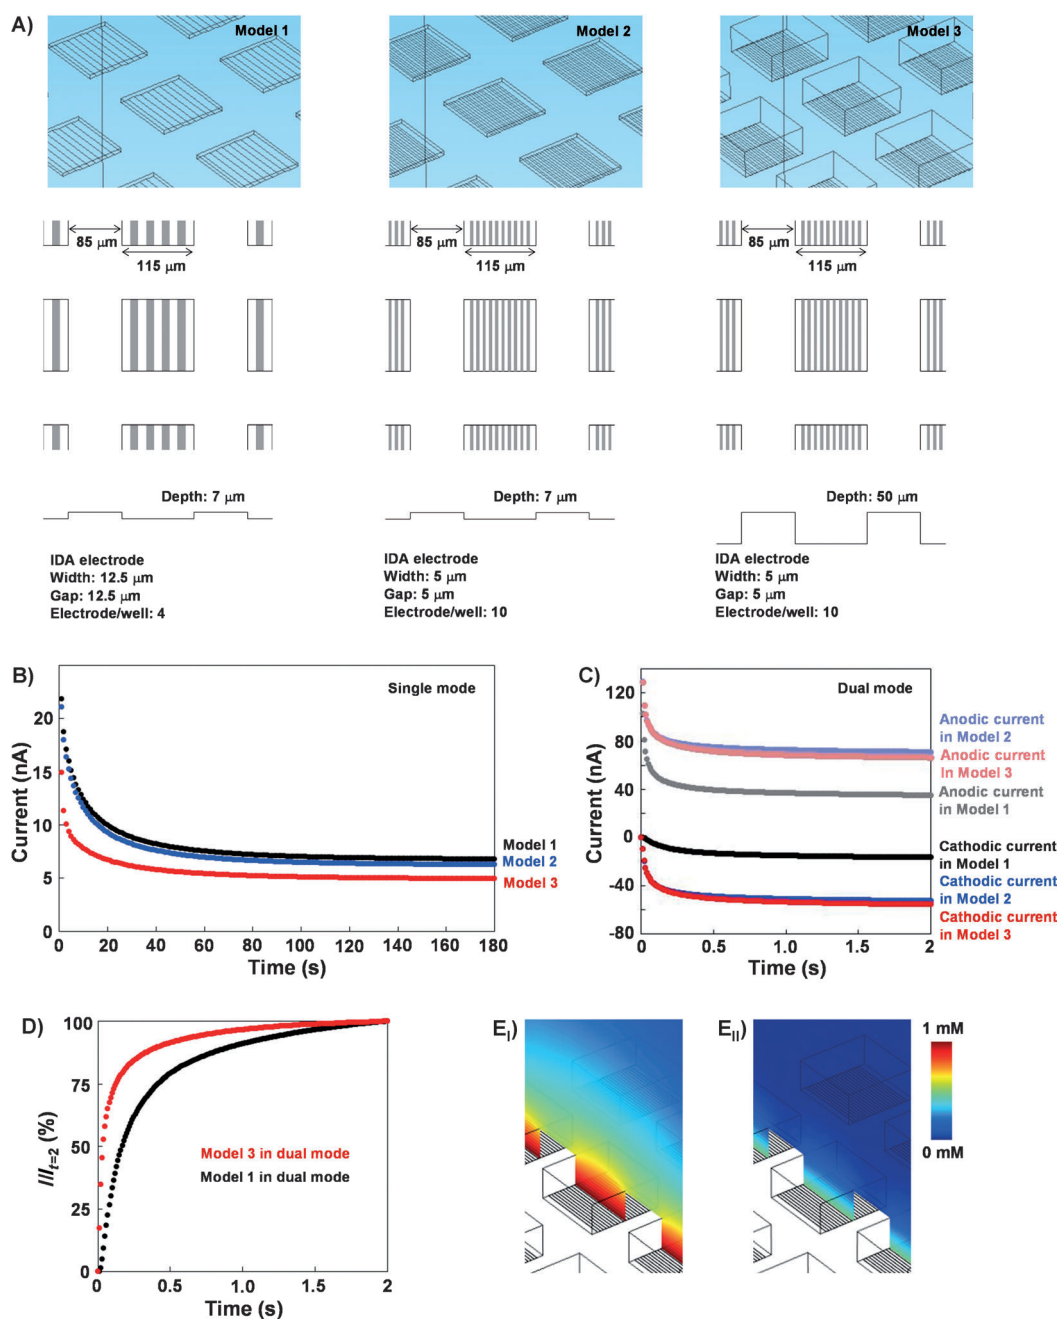 A)
Model 1
Model 2
Model 3
85 μm
115 μm
85 μm
115 μm
85 μm
115 μm
Depth: 7 μm
Depth: 7 μm
Depth: 50 μm
IDA electrode
Width: 12.5 μm
Gap: 12.5 μm
Electrode/well: 4
IDA electrode
Width: 5 μm
Gap: 5 μm
Electrode/well: 10
IDA electrode
Width: 5 μm
Gap: 5 μm
Electrode/well: 10
B)
Single mode
Current (nA)
20
15
10
5
0
Model 1
Model 2
Model 3
0 20 40 60 80 100 120 140 160 180
Time (s)
C)
Dual mode
Current (nA)
120
80
40
0
-40
-80
Anodic current
in Model 2
Anodic current
In Model 3
Anodic current
in Model 1
Cathodic current
in Model 1
Cathodic current
in Model 2
Cathodic current
in Model 3
0 0.5 1.0 1.5 2
Time (s)
D)
I/It=2 (%)
100
75
50
25
0
Model 3 in dual mode
Model 1 in dual mode
0 0.5 1.0 1.5 2
Time (s)
EI)
EII)
1 mM
0 mM